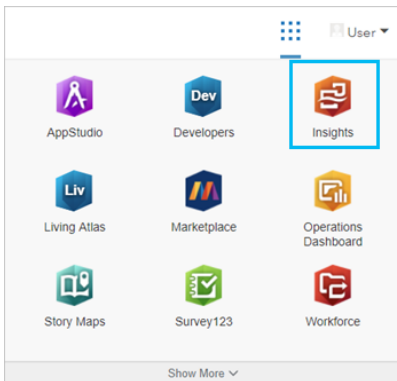 User
AppStudio
Dev
Developers
Insights
Liv
Living Atlas
Marketplace
Operations
Dashboard
Story Maps
Survey123
Workforce
Show More